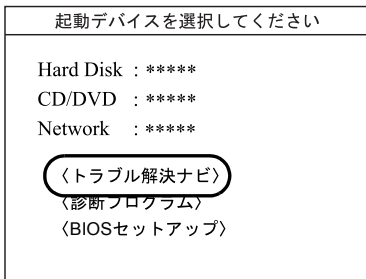 起動デバイスを選択してください
Hard Disk : *****
CD/DVD : *****
Network : *****
〈トラブル解決ナビ〉
〈診断プログラム〉
〈BIOSセットアップ〉